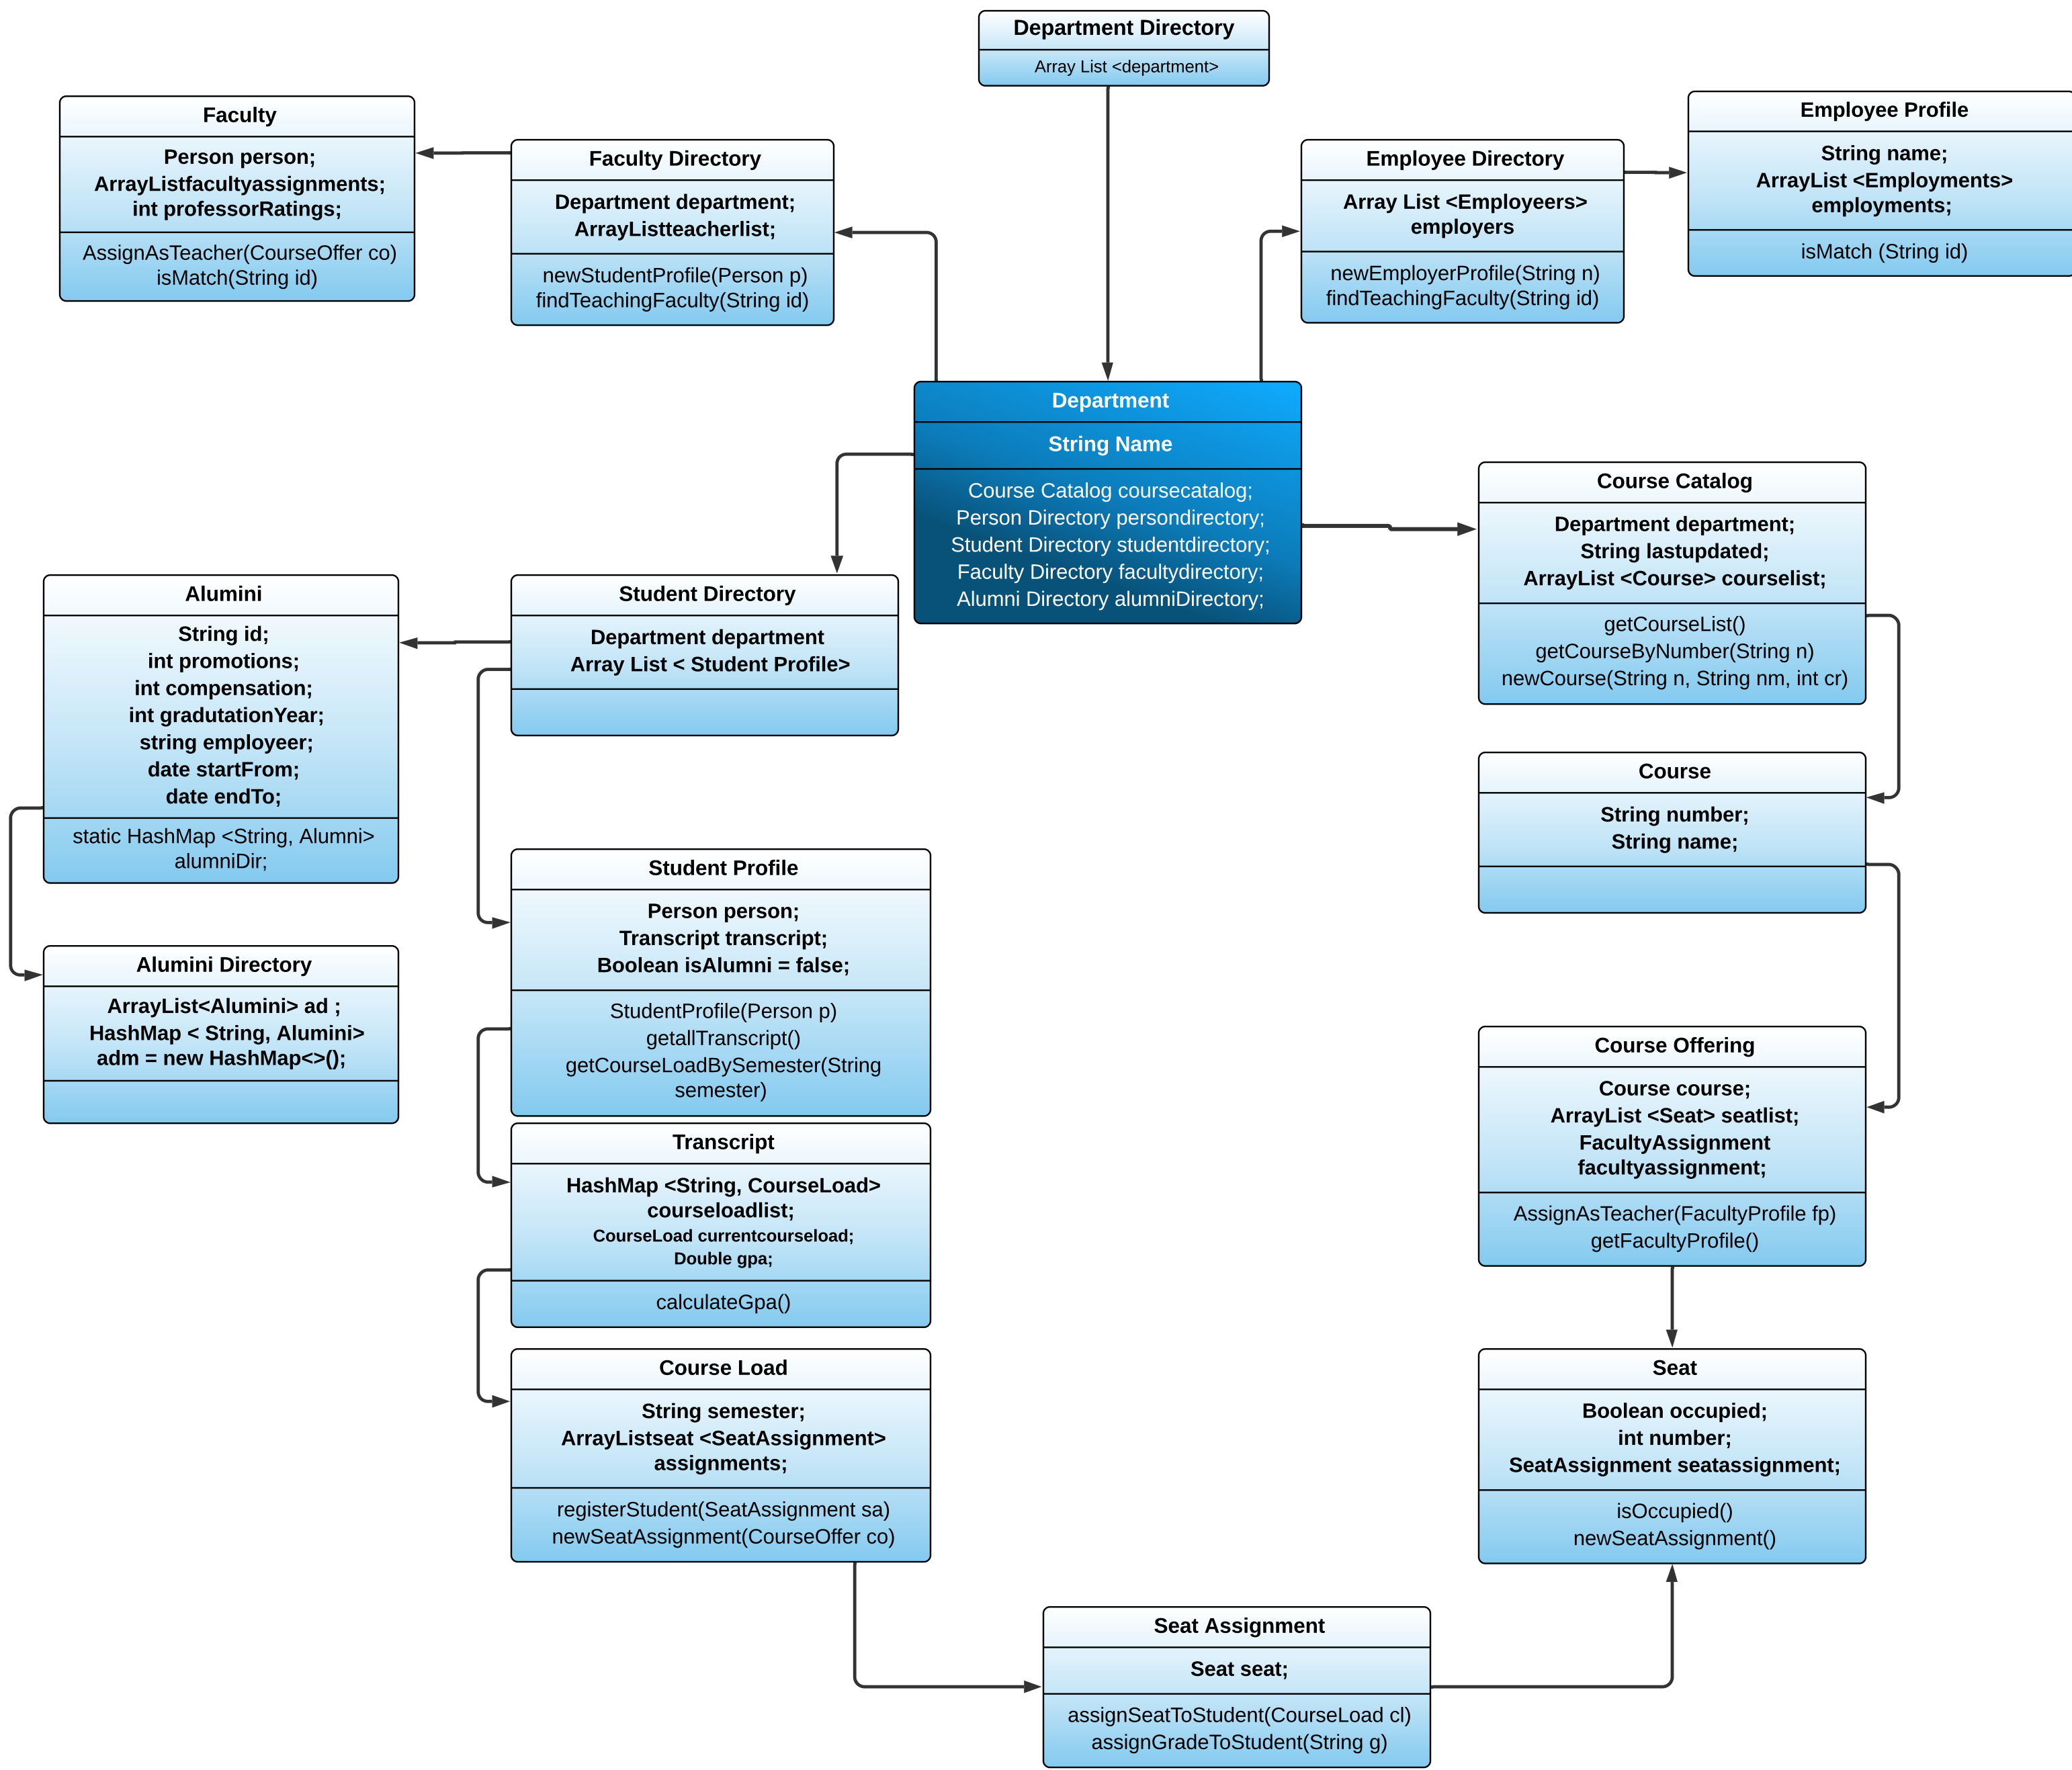 Department Directory
Array List <department>
Faculty
Person person;
ArrayListfacultyassignments;
int professorRatings;
AssignAsTeacher(CourseOffer co)
isMatch(String id)
Faculty Directory
Department department;
ArrayListteacherlist;
newStudentProfile(Person p)
findTeachingFaculty(String id)
Employee Directory
Array List <Employeers>
employers
newEmployerProfile(String n)
findTeachingFaculty(String id)
Employee Profile
String name;
ArrayList <Employments>
employments;
isMatch (String id)
Department
String Name
Course Catalog coursecatalog;
Person Directory persondirectory;
Student Directory studentdirectory;
Faculty Directory facultydirectory;
Alumni Directory alumniDirectory;
Course Catalog
Department department;
String lastupdated;
ArrayList <Course> courselist;
getCourseList()
getCourseByNumber(String n)
newCourse(String n, String nm, int cr)
Alumini
String id;
int promotions;
int compensation;
int gradutationYear;
string employeer;
date startFrom;
date endTo;
static HashMap <String, Alumni>
alumniDir;
Student Directory
Department department
Array List < Student Profile>
Course
String number;
String name;
Student Profile
Person person;
Transcript transcript;
Boolean isAlumni = false;
StudentProfile(Person p)
getallTranscript()
getCourseLoadBySemester(String
semester)
Alumini Directory
ArrayList<Alumini> ad ;
HashMap < String, Alumini>
adm = new HashMap<>();
Course Offering
Course course;
ArrayList <Seat> seatlist;
FacultyAssignment
facultyassignment;
AssignAsTeacher(FacultyProfile fp)
getFacultyProfile()
Transcript
HashMap <String, CourseLoad>
courseloadlist;
CourseLoad currentcourseload;
Double gpa;
calculateGpa()
Course Load
String semester;
ArrayListseat <SeatAssignment>
assignments;
registerStudent(SeatAssignment sa)
newSeatAssignment(CourseOffer co)
Seat
Boolean occupied;
int number;
SeatAssignment seatassignment;
isOccupied()
newSeatAssignment()
Seat Assignment
Seat seat;
assignSeatToStudent(CourseLoad cl)
assignGradeToStudent(String g)